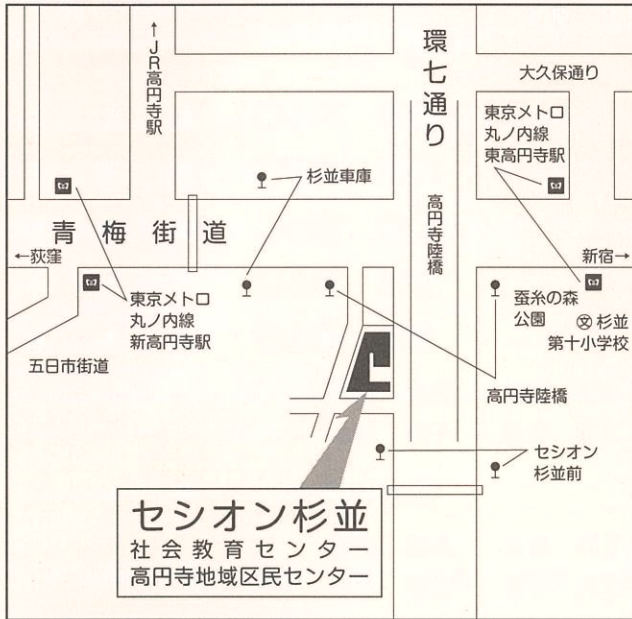 ↑JR高円寺駅
環七通り
大久保通り
東京メトロ
丸ノ内線
東高円寺駅
杉並車庫
高円寺陸橋
青梅街道
←荻窪
新宿→
東京メトロ
丸ノ内線
新高円寺駅
蚕糸の森
公園
文杉並
第十小学校
五日市街道
高円寺陸橋
セシオン
杉並前
セシオン杉並
社会教育センター
高円寺地域区民センター